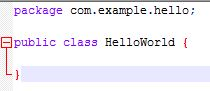 package com.example.hello;
public class HelloWorld {
}